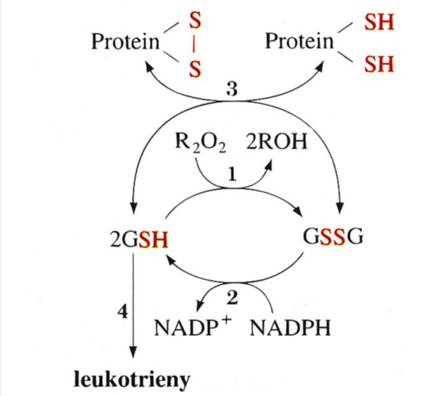 S
Protein
S
SH
Protein
SH
3
R₂O₂ 2ROH
1
2GSH GSSG
2
4
NADP⁺ NADPH
leukotrieny